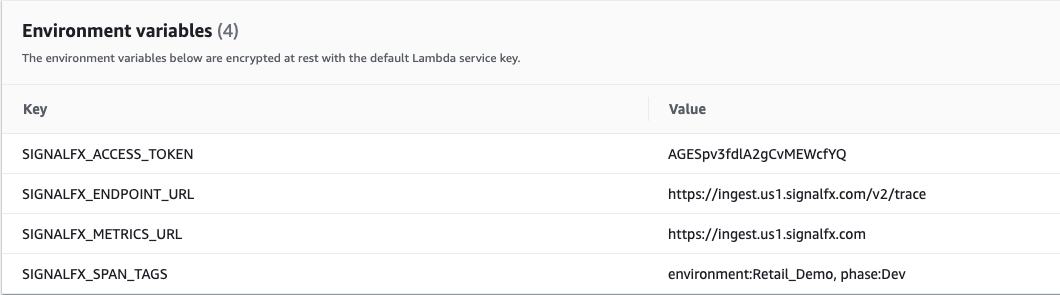 Environment variables (4)
The environment variables below are encrypted at rest with the default Lambda service key.
Key Value
SIGNALFX_ACCESS_TOKEN AGESpv3fdlA2gCvMEWcfYQ
SIGNALFX_ENDPOINT_URL https://ingest.us1.signalfx.com/v2/trace
SIGNALFX_METRICS_URL https://ingest.us1.signalfx.com
SIGNALFX_SPAN_TAGS environment:Retail_Demo, phase:Dev